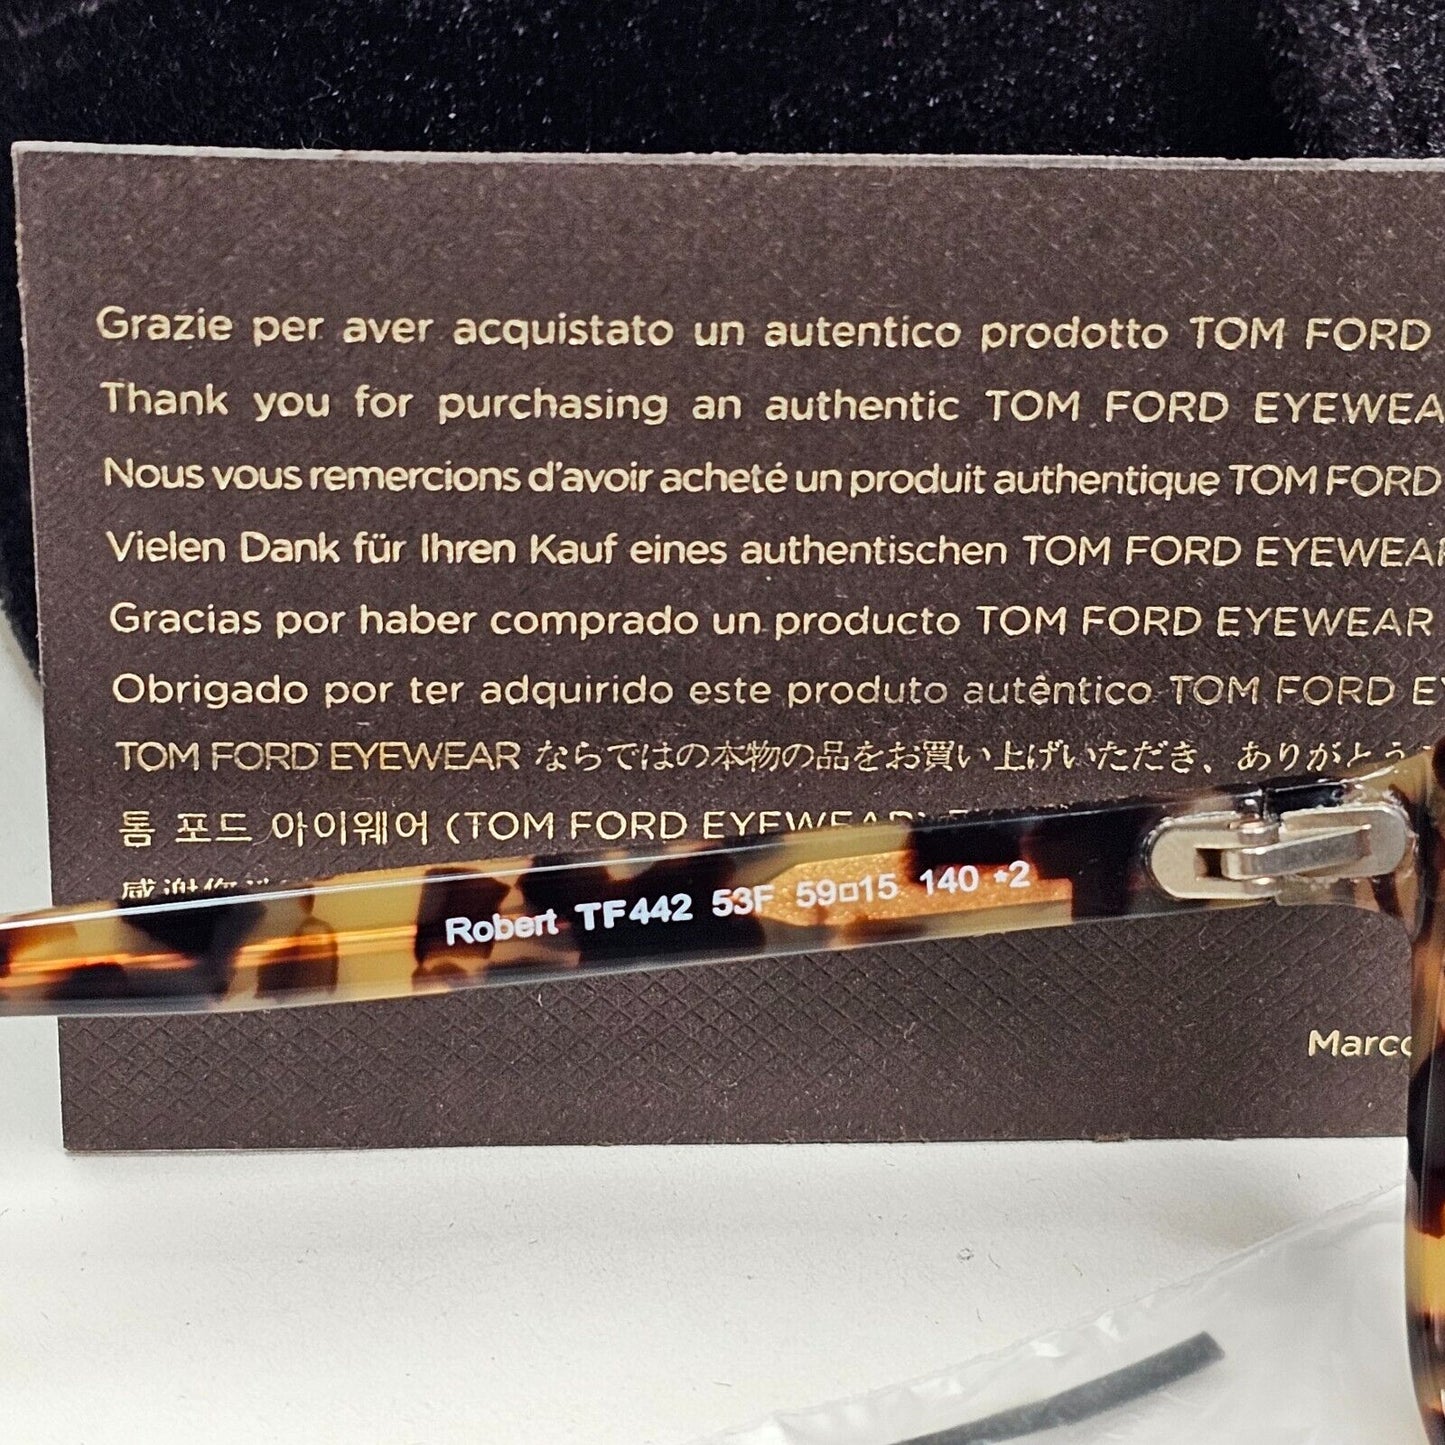 Grazie per aver acquistato un autentico prodotto TOM FORD
Thank you for purchasing an authentic TOM FORD EYEWEA
Nous vous remercions d'avoir acheté un produit authentique TOM FORD
Vielen Dank für Ihren Kauf eines authentischen TOM FORD EYEWEAR
Gracias por haber comprado un producto TOM FORD EYEWEAR
Obrigado por ter adquirido este produto autêntico TOM FORD E
TOM FORD EYEWEAR ならではの本物の品をお買い上げいただき、ありがとう
톰 포드 아이웨어 (TOM FORD EYEWEAR)
Robert TF442 53F 59□15 140 *2
Marco